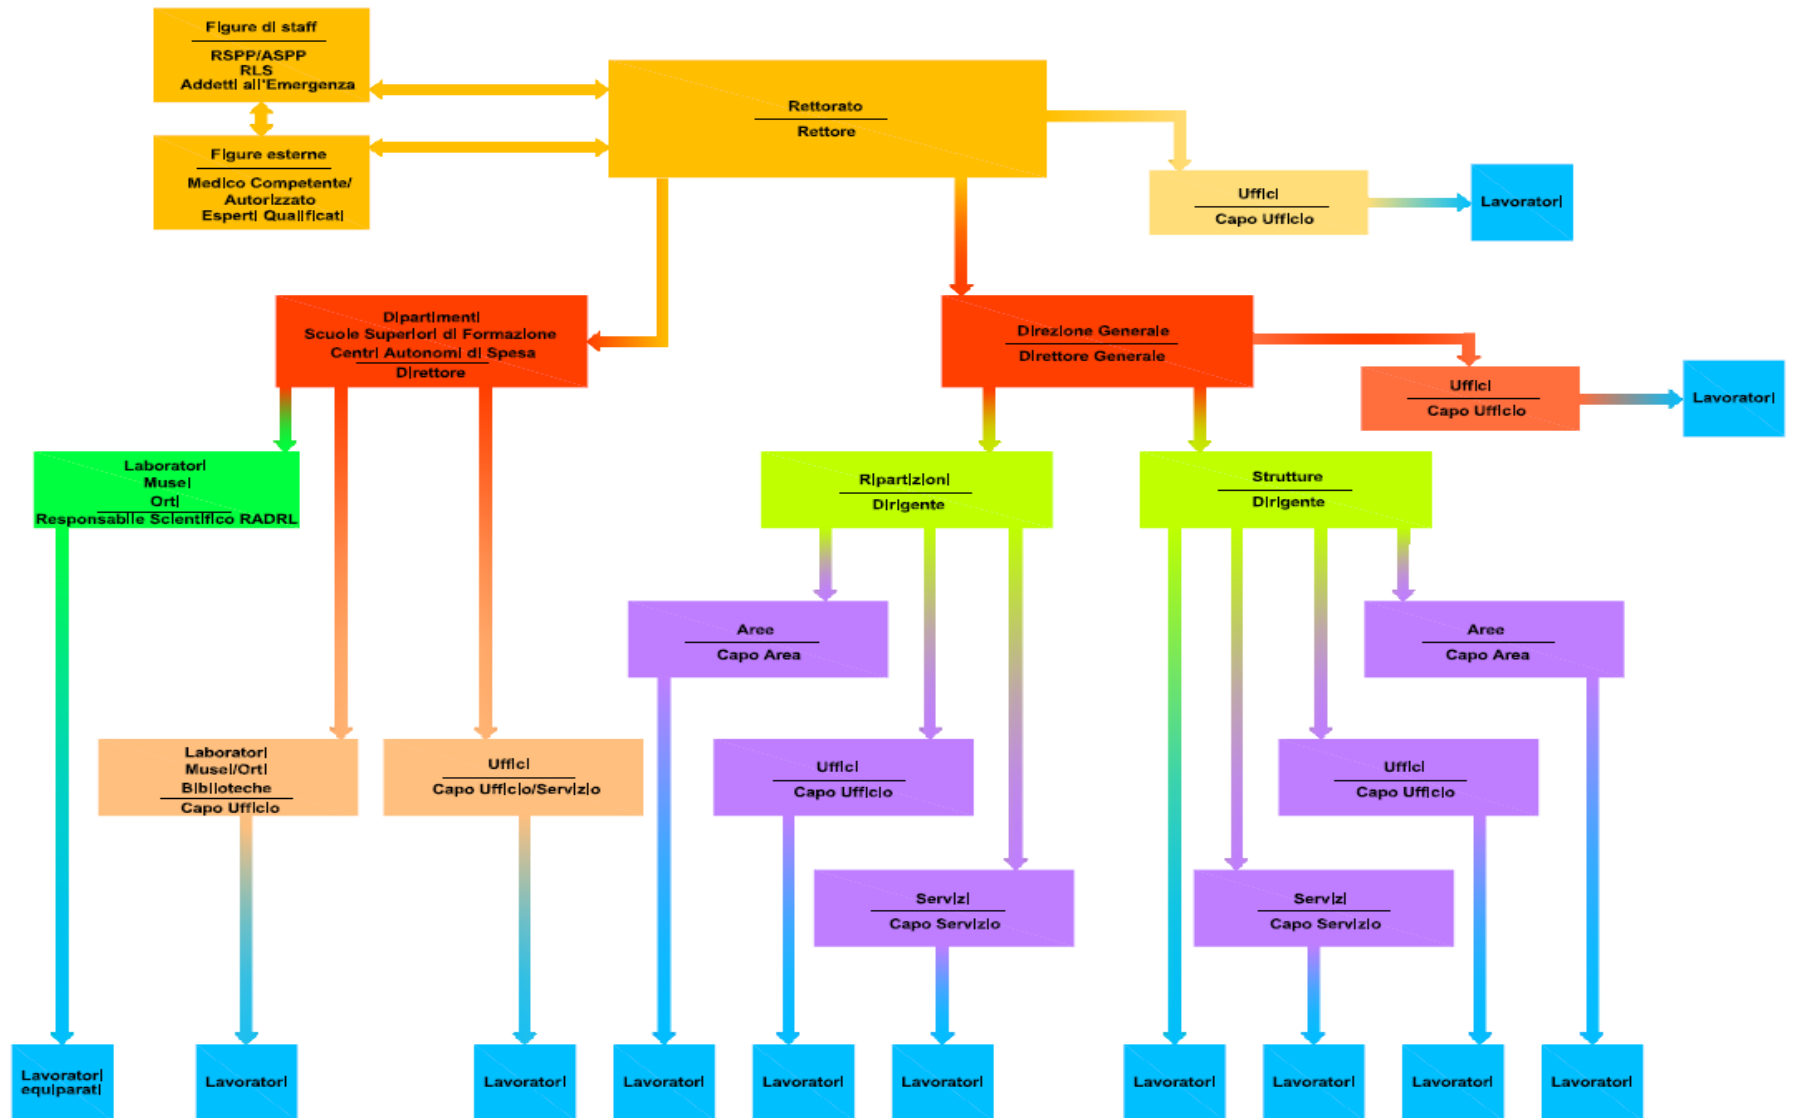 Figure di staff
RSPP/ASPP
RLS
Addetti all'Emergenza
Figure esterne
Medico Competente/
Autorizzato
Esperti Qualificati
Rettorato
Rettore
Uffici
Capo Ufficio
Lavoratori
Dipartimenti
Scuole Superiori di Formazione
Centri Autonomi di Spesa
Direttore
Direzione Generale
Direttore Generale
Uffici
Capo Ufficio
Lavoratori
Laboratori
Musei
Orti
Responsabile Scientifico RADRL
Ripartizioni
Dirigente
Strutture
Dirigente
Aree
Capo Area
Aree
Capo Area
Laboratori
Musei/Orti
Biblioteche
Capo Ufficio
Uffici
Capo Ufficio/Servizio
Uffici
Capo Ufficio
Uffici
Capo Ufficio
Servizi
Capo Servizio
Servizi
Capo Servizio
Lavoratori
equiparati
Lavoratori
Lavoratori
Lavoratori
Lavoratori
Lavoratori
Lavoratori
Lavoratori
Lavoratori
Lavoratori